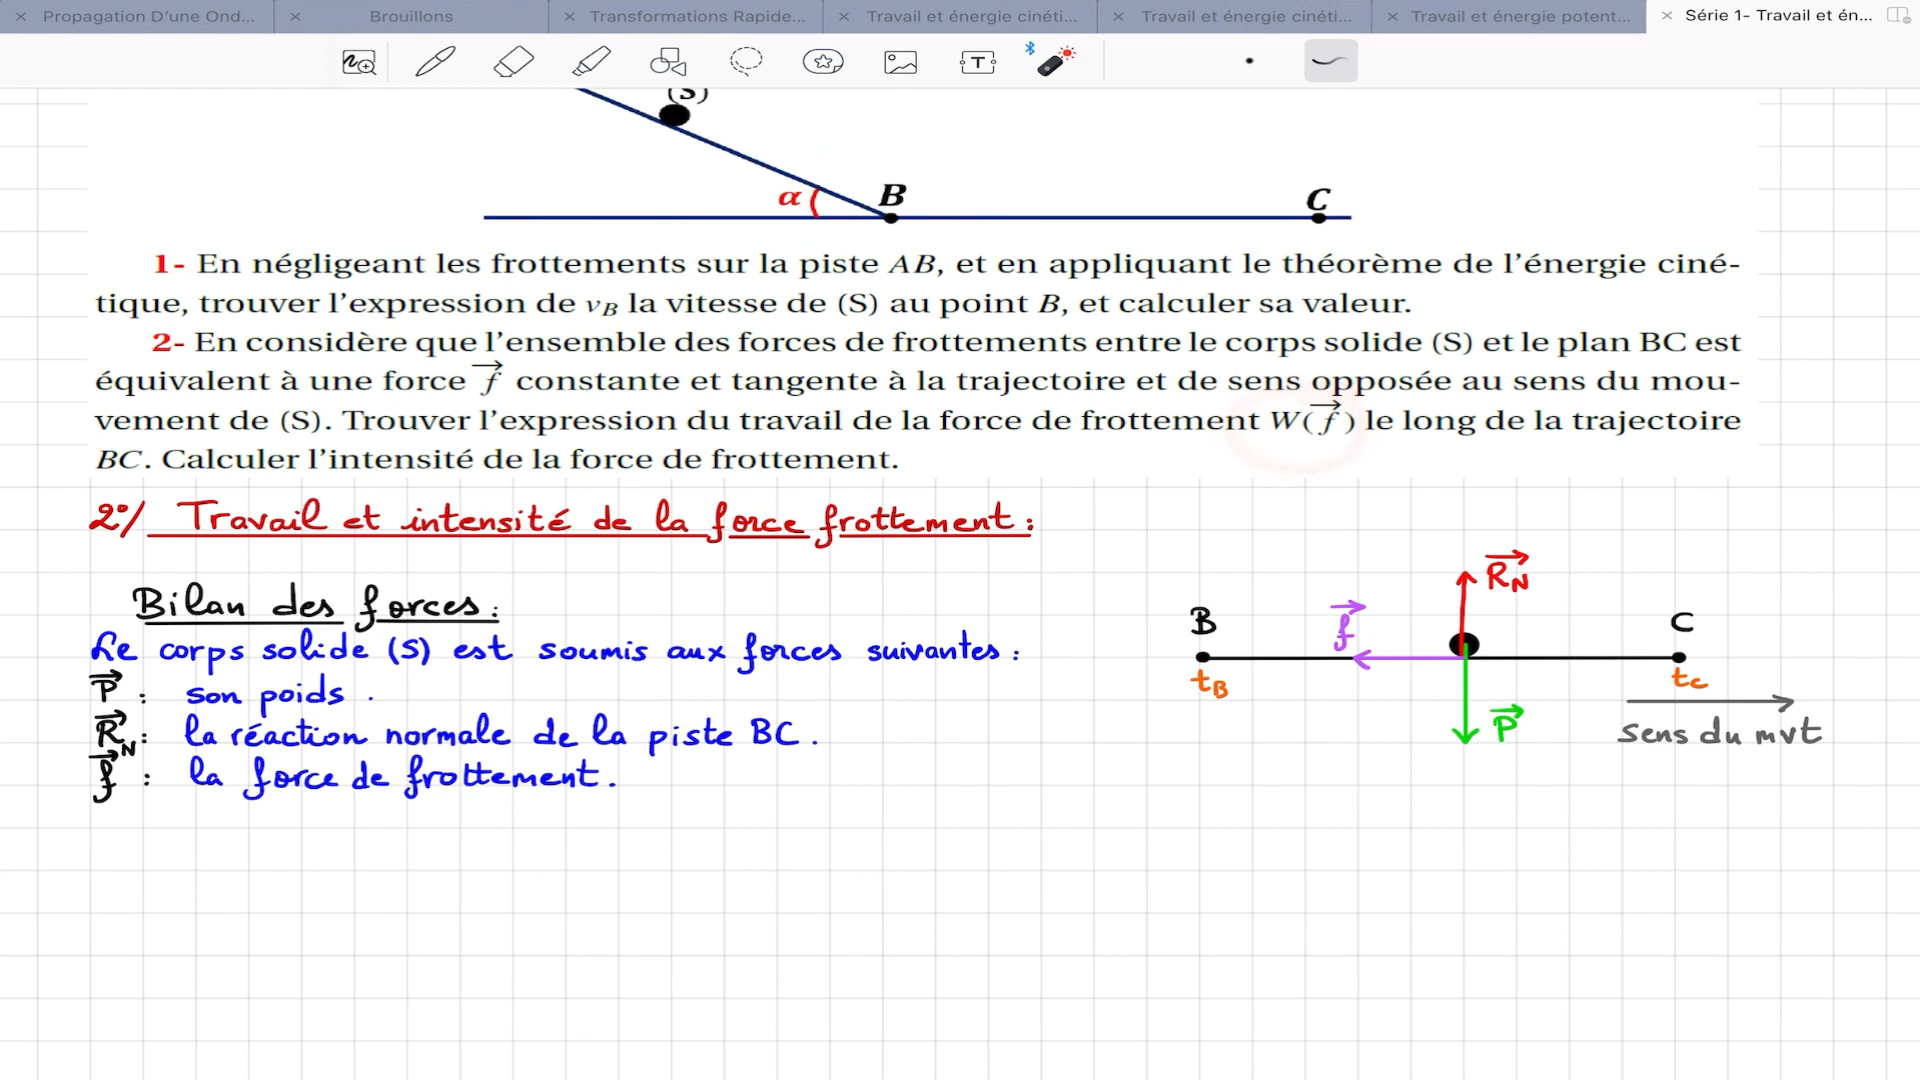 Propagation D'une Ond... Brouillons Transformations Rapide... Travail et énergie cinéti... Travail et énergie cinéti... Travail et énergie potent... Série 1- Travail et én...
(S)
α B C
1- En négligeant les frottements sur la piste AB, et en appliquant le théorème de l'énergie ciné-
tique, trouver l'expression de v_B la vitesse de (S) au point B, et calculer sa valeur.
2- En considère que l'ensemble des forces de frottements entre le corps solide (S) et le plan BC est
équivalent à une force f⃗ constante et tangente à la trajectoire et de sens opposée au sens du mou-
vement de (S). Trouver l'expression du travail de la force de frottement W(f⃗) le long de la trajectoire
BC. Calculer l'intensité de la force de frottement.
2°/ Travail et intensité de la force frottement :
Bilan des forces :
Le corps solide (S) est soumis aux forces suivantes :
P⃗ : son poids .
R⃗_N : la réaction normale de la piste BC .
f⃗ : la force de frottement .
R⃗_N
B f⃗ C
t_B t_C
P⃗ sens du mvt